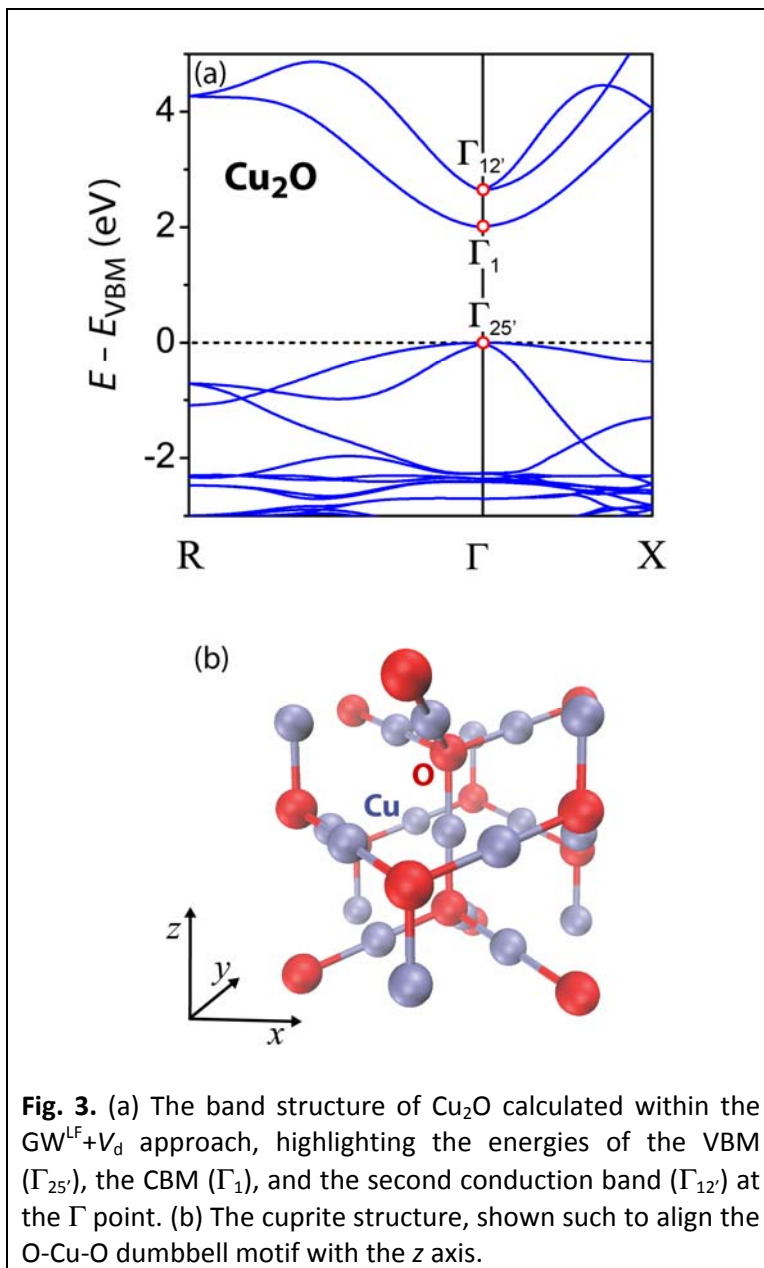 (a)
4
Γ12'
Cu2O
2
Γ1
E - EVBM (eV)
Γ25'
0
-2
R
Γ
X
(b)
O
Cu
z
y
x
Fig. 3. (a) The band structure of Cu2O calculated within the
GW^LF+Vd approach, highlighting the energies of the VBM
(Γ25'), the CBM (Γ1), and the second conduction band (Γ12') at
the Γ point. (b) The cuprite structure, shown such to align the
O-Cu-O dumbbell motif with the z axis.